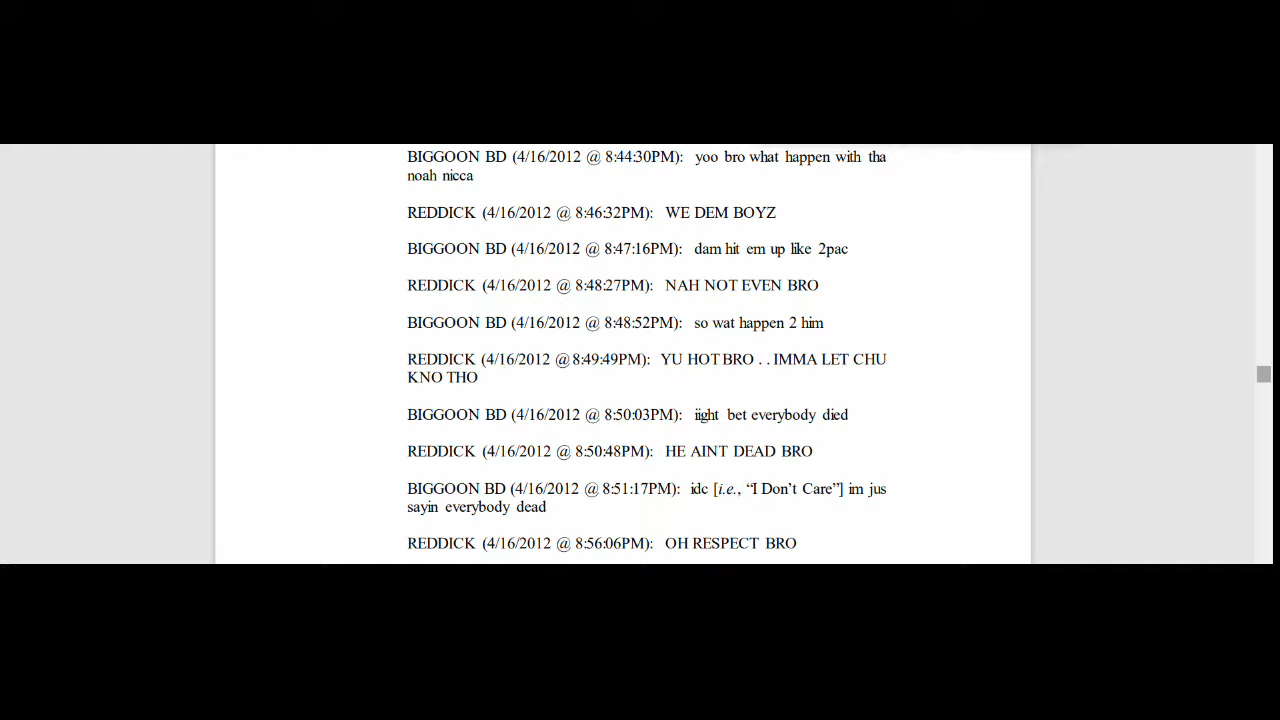 BIGGOON BD (4/16/2012 @ 8:44:30PM): yoo bro what happen with tha
noah nicca
REDDICK (4/16/2012 @ 8:46:32PM): WE DEM BOYZ
BIGGOON BD (4/16/2012 @ 8:47:16PM): dam hit em up like 2pac
REDDICK (4/16/2012 @ 8:48:27PM): NAH NOT EVEN BRO
BIGGOON BD (4/16/2012 @ 8:48:52PM): so wat happen 2 him
REDDICK (4/16/2012 @ 8:49:49PM): YU HOT BRO . . IMMA LET CHU
KNO THO
BIGGOON BD (4/16/2012 @ 8:50:03PM): iight bet everybody died
REDDICK (4/16/2012 @ 8:50:48PM): HE AINT DEAD BRO
BIGGOON BD (4/16/2012 @ 8:51:17PM): idc [i.e., “I Don’t Care”] im jus
sayin everybody dead
REDDICK (4/16/2012 @ 8:56:06PM): OH RESPECT BRO